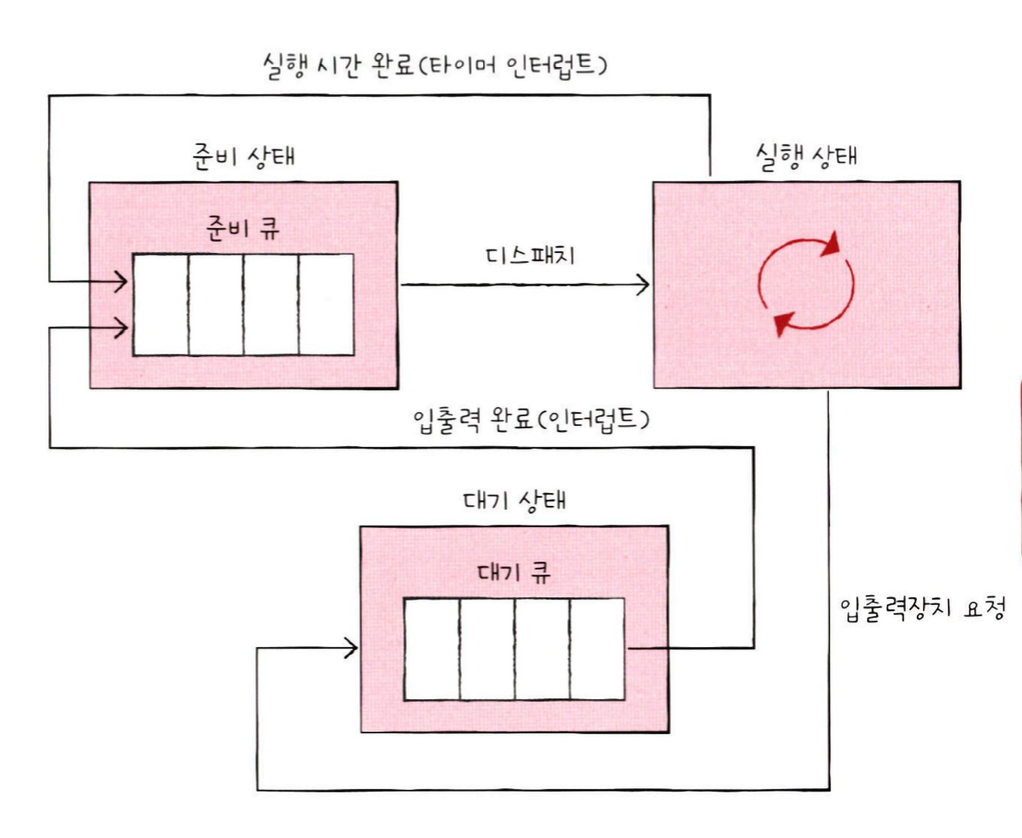 실행 시간 완료(타이머 인터럽트)
준비 상태
실행 상태
준비 큐
디스패치
입출력 완료(인터럽트)
대기 상태
대기 큐
입출력장치 요청